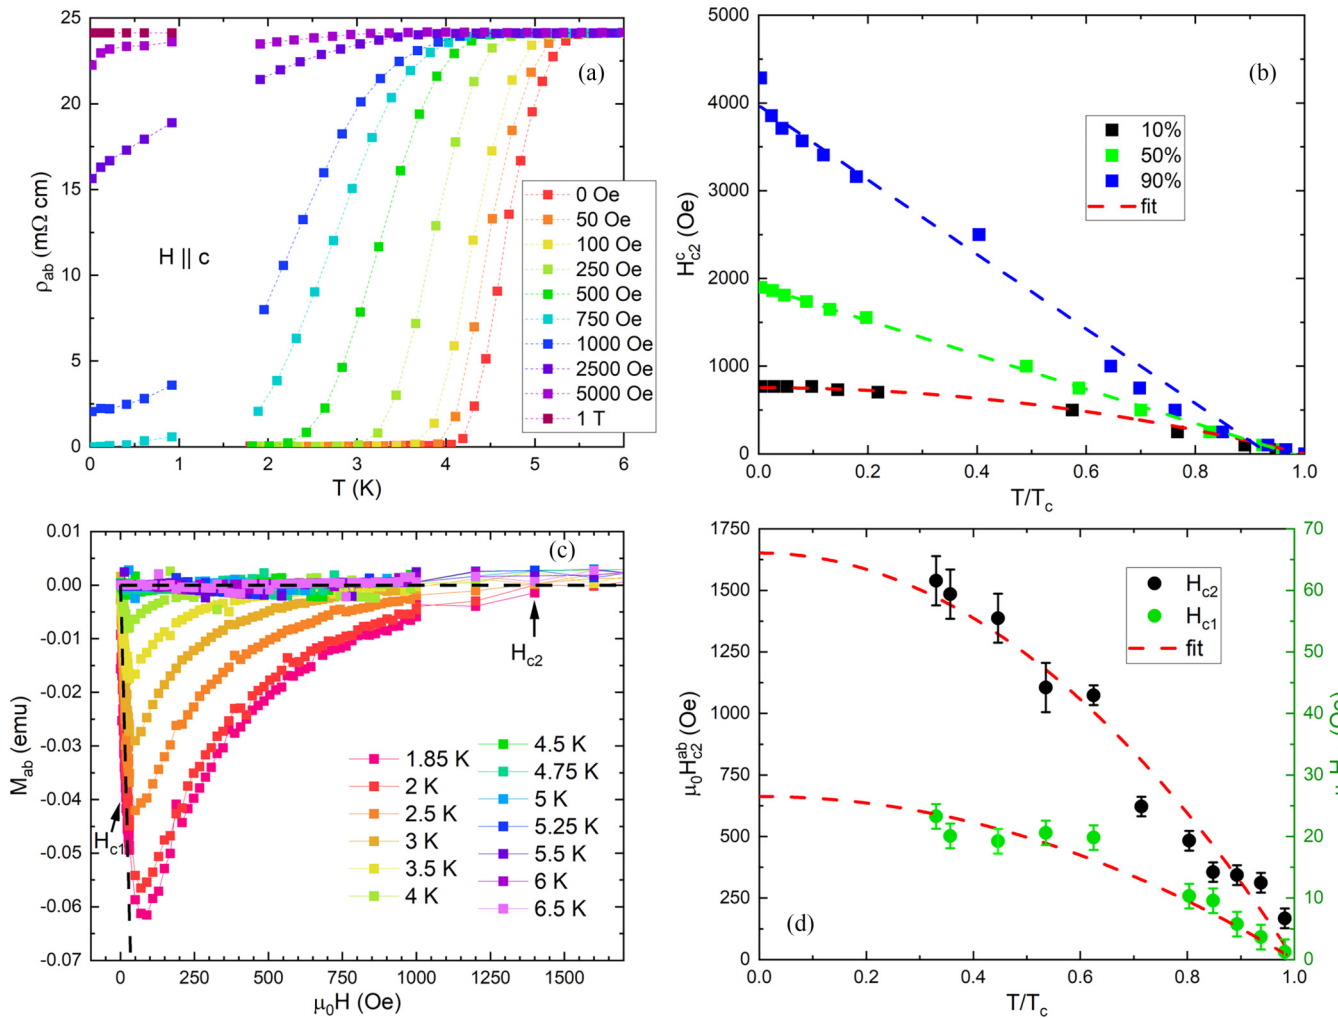 25
20
15
10
5
0
ρab (mΩ cm)
0 1 2 3 4 5 6
T (K)
(a)
H || c
0 Oe
50 Oe
100 Oe
250 Oe
500 Oe
750 Oe
1000 Oe
2500 Oe
5000 Oe
1 T
5000
4000
3000
2000
1000
0
H^c_c2 (Oe)
0.0 0.2 0.4 0.6 0.8 1.0
T/Tc
(b)
10%
50%
90%
fit
0.01
0.00
-0.01
-0.02
-0.03
-0.04
-0.05
-0.06
-0.07
Mab (emu)
0 250 500 750 1000 1250 1500
μ0H (Oe)
(c)
Hc2
Hc1
1.85 K
2 K
2.5 K
3 K
3.5 K
4 K
4.5 K
4.75 K
5 K
5.25 K
5.5 K
6 K
6.5 K
1750
1500
1250
1000
750
500
250
0
μ0H^ab_c2 (Oe)
0.0 0.2 0.4 0.6 0.8 1.0
T/Tc
(d)
Hc2
Hc1
fit
70
60
50
40
30
20
10
0